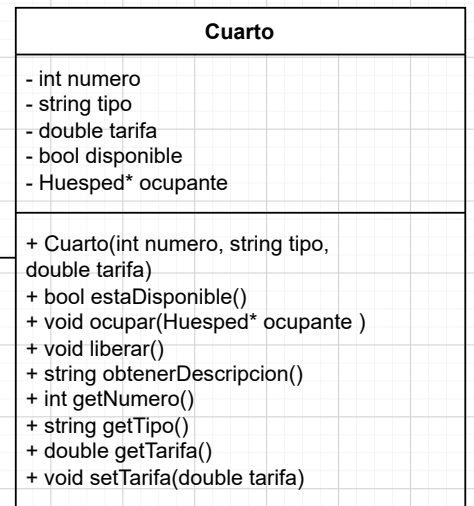 Cuarto
- int numero
- string tipo
- double tarifa
- bool disponible
- Huesped* ocupante
+ Cuarto(int numero, string tipo,
double tarifa)
+ bool estaDisponible()
+ void ocupar(Huesped* ocupante )
+ void liberar()
+ string obtenerDescripcion()
+ int getNumero()
+ string getTipo()
+ double getTarifa()
+ void setTarifa(double tarifa)